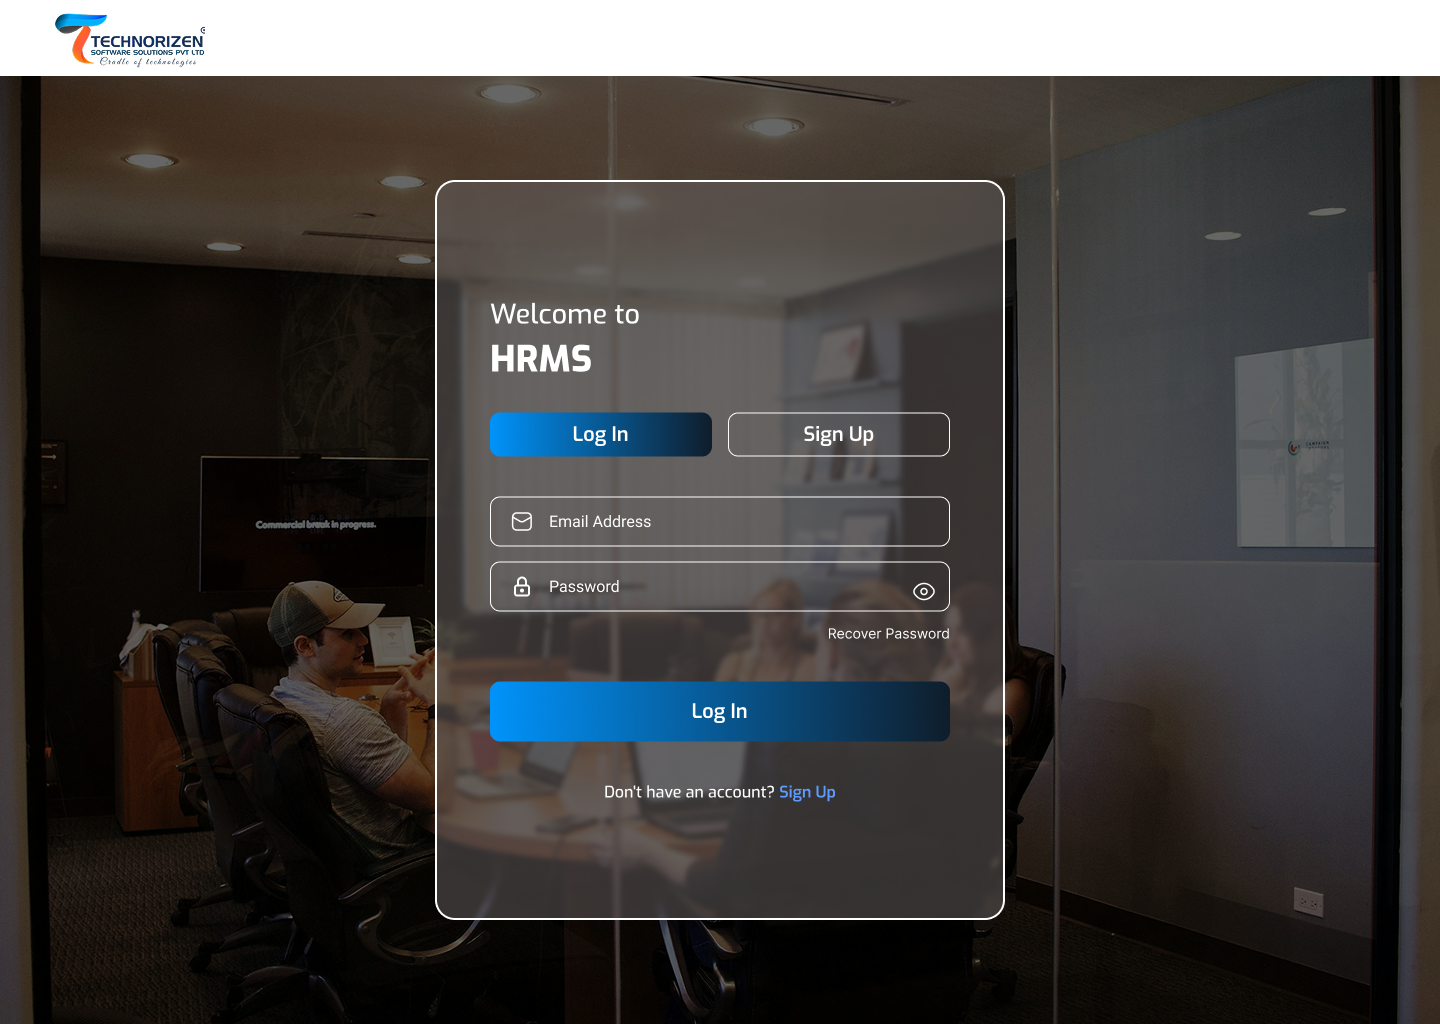 TECHNORIZEN
SOFTWARE SOLUTIONS PVT LTD
Cradle of technologies
Welcome to
HRMS
Log In
Sign Up
Commercial break in progress.
Email Address
Password
Recover Password
Log In
Don't have an account? Sign Up